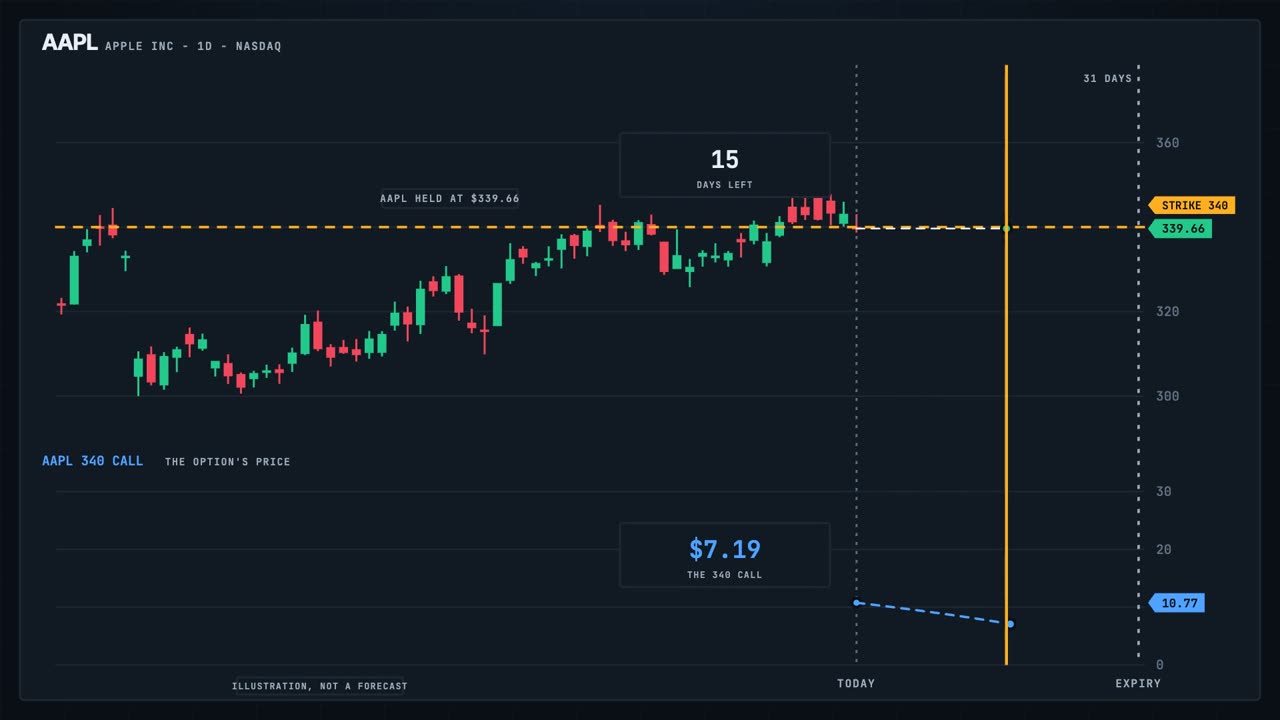 AAPL APPLE INC - 1D - NASDAQ
31 DAYS
360
15
DAYS LEFT
AAPL HELD AT $339.66
STRIKE 340
339.66
320
300
AAPL 340 CALL THE OPTION'S PRICE
30
$7.19
20
THE 340 CALL
10.77
0
TODAY
EXPIRY
ILLUSTRATION, NOT A FORECAST